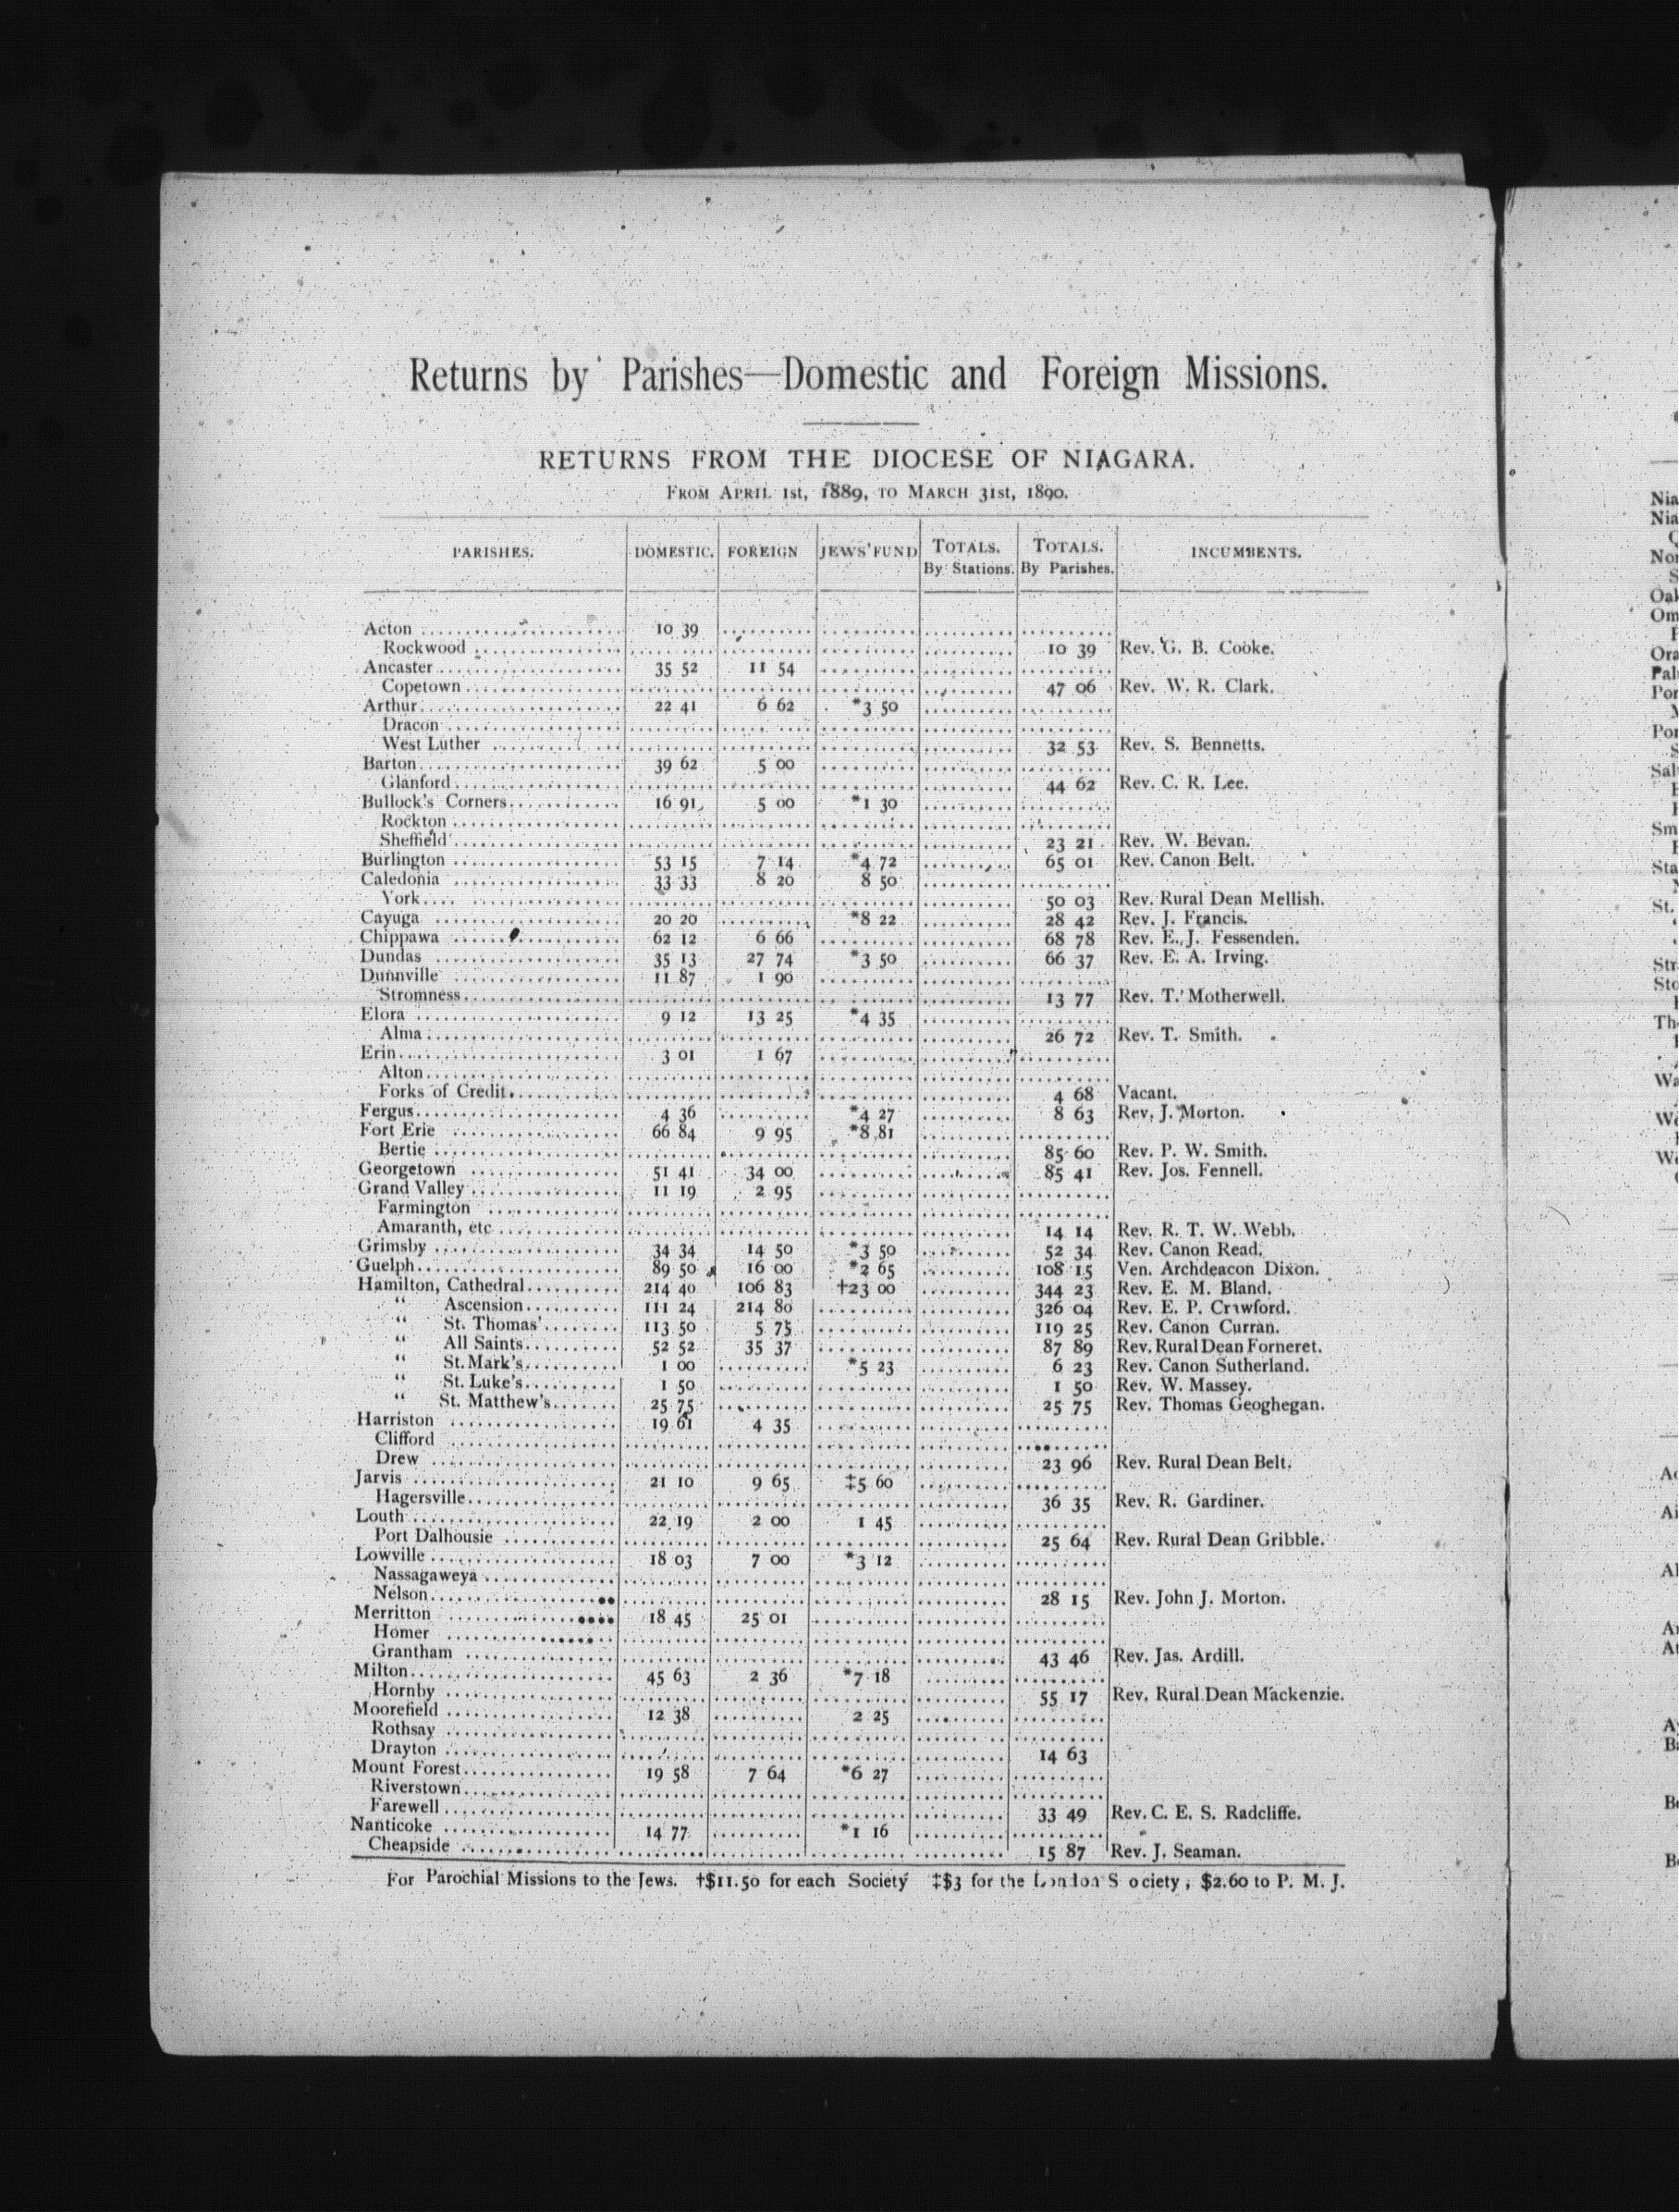 Returns by Parishes—Domestic and Foreign Missions.
RETURNS FROM THE DIOCESE OF NIAGARA.
FROM APRIL 1st, 1889, TO MARCH 31st, 1890.
PARISHES. DOMESTIC. FOREIGN JEWS' FUND TOTALS. By Stations. TOTALS. By Parishes. INCUMBENTS.
Acton 10 39
Rockwood 10 39 Rev. G. B. Cooke.
Ancaster 35 52 11 54
Copetown 47 06 Rev. W. R. Clark.
Arthur 22 41 6 62 *3 50
Dracon
West Luther 32 53 Rev. S. Bennetts.
Barton 39 62 5 00
Glanford 44 62 Rev. C. R. Lee.
Bullock's Corners 16 91 5 00 *1 30
Rockton
Sheffield 23 21 Rev. W. Bevan.
Burlington 53 15 7 14 *4 72 65 01 Rev. Canon Belt.
Caledonia 33 33 8 20 8 50
York 50 03 Rev. Rural Dean Mellish.
Cayuga 20 20 *8 22 28 42 Rev. J. Francis.
Chippawa 62 12 6 66 68 78 Rev. E. J. Fessenden.
Dundas 35 13 27 74 *3 50 66 37 Rev. E. A. Irving.
Dunnville 11 87 1 90
Stromness 13 77 Rev. T. Motherwell.
Elora 9 12 13 25 *4 35
Alma 26 72 Rev. T. Smith.
Erin 3 01 1 67
Alton
Forks of Credit 4 68 Vacant.
Fergus 4 36 *4 27 8 63 Rev. J. Morton.
Fort Erie 66 84 9 95 *8 81
Bertie 85 60 Rev. P. W. Smith.
Georgetown 51 41 34 00 85 41 Rev. Jos. Fennell.
Grand Valley 11 19 2 95
Farmington
Amaranth, etc 14 14 Rev. R. T. W. Webb.
Grimsby 34 34 14 50 *3 50 52 34 Rev. Canon Read.
Guelph 89 50 16 00 *2 65 108 15 Ven. Archdeacon Dixon.
Hamilton, Cathedral 214 40 106 83 †23 00 344 23 Rev. E. M. Bland.
" Ascension 111 24 214 80 326 04 Rev. E. P. Crawford.
" St. Thomas' 113 50 5 75 119 25 Rev. Canon Curran.
" All Saints 52 52 35 37 87 89 Rev. Rural Dean Forneret.
" St. Mark's 1 00 *5 23 6 23 Rev. Canon Sutherland.
" St. Luke's 1 50 1 50 Rev. W. Massey.
" St. Matthew's 25 75 25 75 Rev. Thomas Geoghegan.
Harriston 19 61 4 35
Clifford
Drew 23 96 Rev. Rural Dean Belt.
Jarvis 21 10 9 65 ‡5 60
Hagersville 36 35 Rev. R. Gardiner.
Louth 22 19 2 00 1 45
Port Dalhousie 25 64 Rev. Rural Dean Gribble.
Lowville 18 03 7 00 *3 12
Nassagaweya
Nelson 28 15 Rev. John J. Morton.
Merritton 18 45 25 01
Homer
Grantham 43 46 Rev. Jas. Ardill.
Milton 45 63 2 36 *7 18
Hornby 55 17 Rev. Rural Dean Mackenzie.
Moorefield 12 38 2 25
Rothsay
Drayton 14 63
Mount Forest 19 58 7 64 *6 27
Riverstown
Farewell 33 49 Rev. C. E. S. Radcliffe.
Nanticoke 14 77 *1 16
Cheapside 15 87 Rev. J. Seaman.
For Parochial Missions to the Jews. †$11.50 for each Society ‡$3 for the London S ociety, $2.60 to P. M. J.